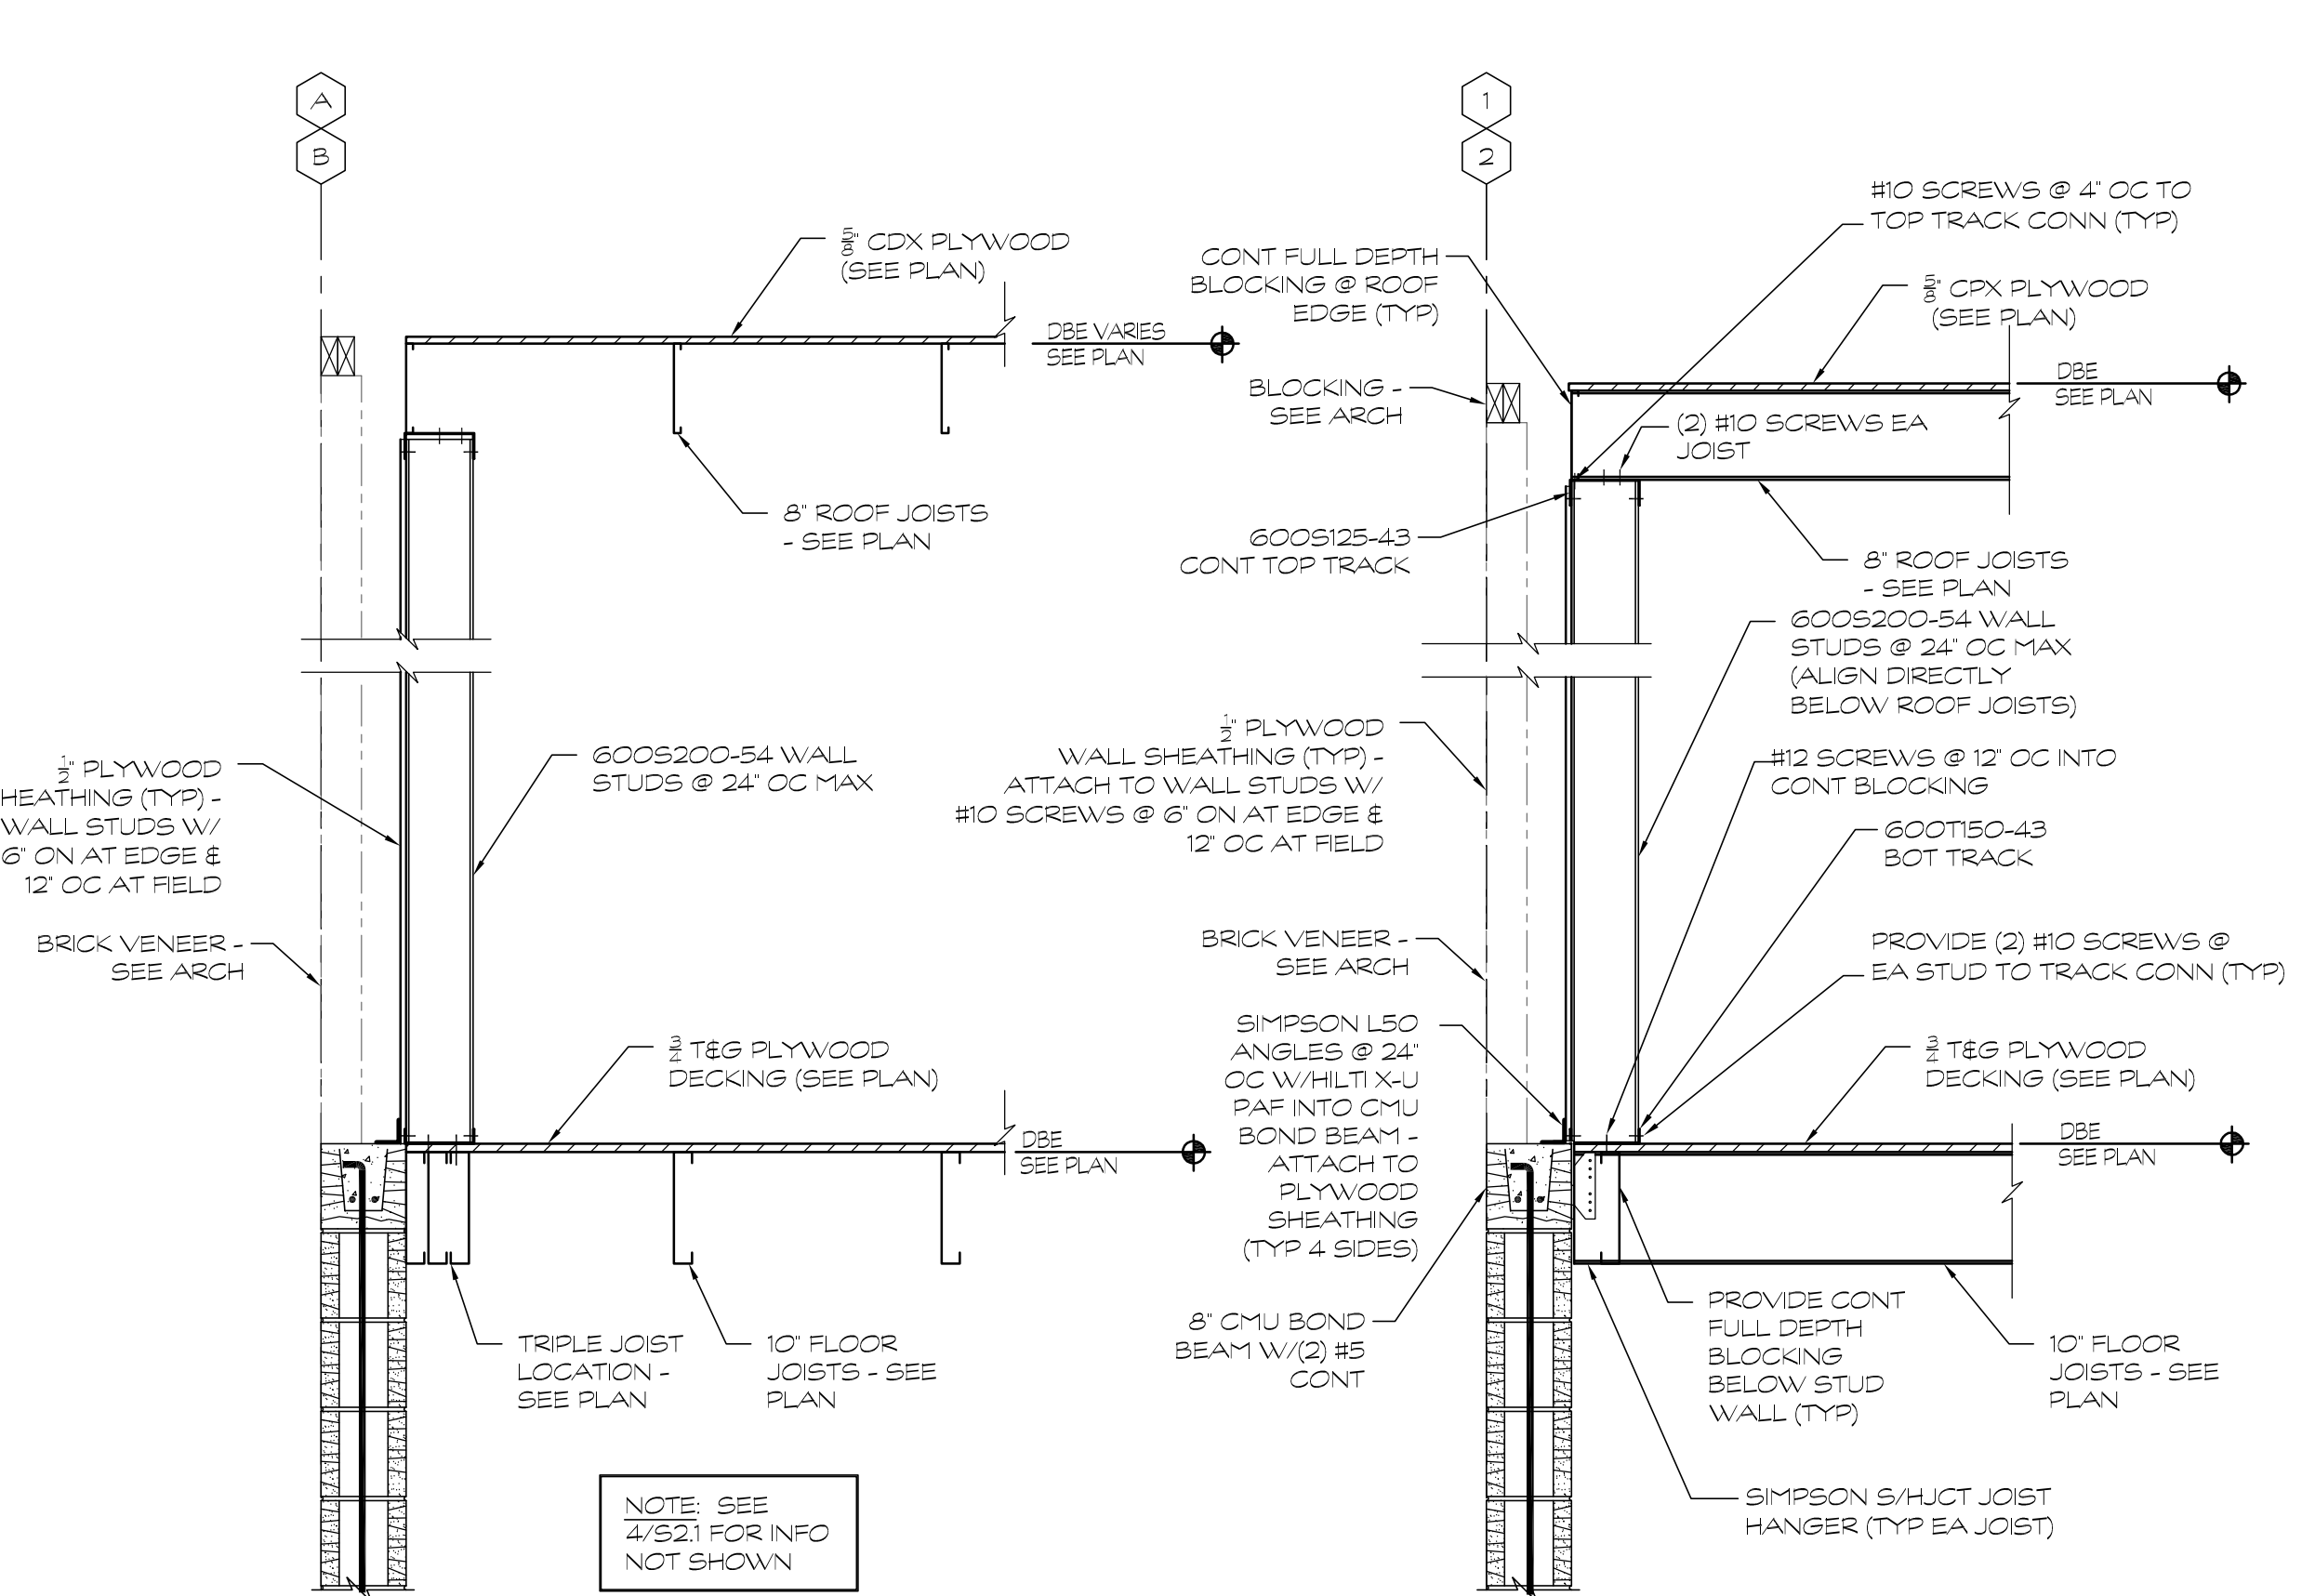 A
B
⅝" CDX PLYWOOD
(SEE PLAN)
DBE VARIES
SEE PLAN
8" ROOF JOISTS
- SEE PLAN
½" PLYWOOD
HEATHING (TYP) -
WALL STUDS W/
6" ON AT EDGE &
12" OC AT FIELD
600S200-54 WALL
STUDS @ 24" OC MAX
BRICK VENEER -
SEE ARCH
¾ T&G PLYWOOD
DECKING (SEE PLAN)
DBE
SEE PLAN
TRIPLE JOIST
LOCATION -
SEE PLAN
10" FLOOR
JOISTS - SEE
PLAN
NOTE: SEE
4/S2.1 FOR INFO
NOT SHOWN
1
2
#10 SCREWS @ 4" OC TO
TOP TRACK CONN (TYP)
CONT FULL DEPTH
BLOCKING @ ROOF
EDGE (TYP)
⅝" CPX PLYWOOD
(SEE PLAN)
BLOCKING -
SEE ARCH
DBE
SEE PLAN
(2) #10 SCREWS EA
JOIST
600S125-43
CONT TOP TRACK
8" ROOF JOISTS
- SEE PLAN
600S200-54 WALL
STUDS @ 24" OC MAX
(ALIGN DIRECTLY
BELOW ROOF JOISTS)
½" PLYWOOD
WALL SHEATHING (TYP) -
ATTACH TO WALL STUDS W/
#10 SCREWS @ 6" ON AT EDGE &
12" OC AT FIELD
#12 SCREWS @ 12" OC INTO
CONT BLOCKING
600T150-43
BOT TRACK
BRICK VENEER -
SEE ARCH
PROVIDE (2) #10 SCREWS @
EA STUD TO TRACK CONN (TYP)
SIMPSON L50
ANGLES @ 24"
OC W/HILTI X-U
PAF INTO CMU
BOND BEAM -
ATTACH TO
PLYWOOD
SHEATHING
(TYP 4 SIDES)
¾ T&G PLYWOOD
DECKING (SEE PLAN)
DBE
SEE PLAN
8" CMU BOND
BEAM W/(2) #5
CONT
PROVIDE CONT
FULL DEPTH
BLOCKING
BELOW STUD
WALL (TYP)
10" FLOOR
JOISTS - SEE
PLAN
SIMPSON S/HJCT JOIST
HANGER (TYP EA JOIST)